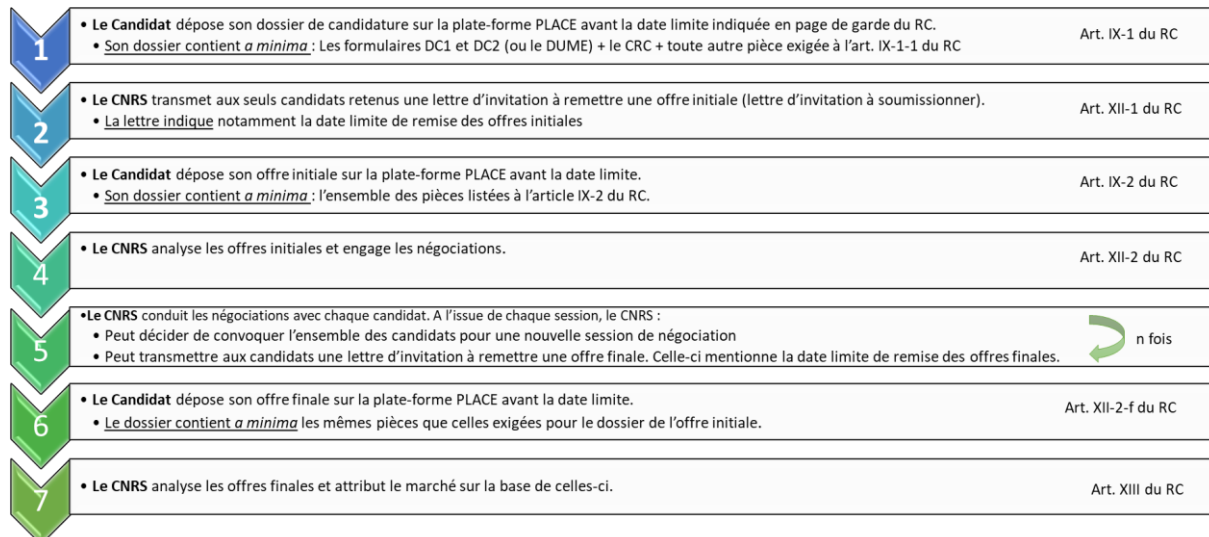 1
• Le Candidat dépose son dossier de candidature sur la plate-forme PLACE avant la date limite indiquée en page de garde du RC.
• Son dossier contient a minima : Les formulaires DC1 et DC2 (ou le DUME) + le CRC + toute autre pièce exigée à l'art. IX-1-1 du RC
Art. IX-1 du RC
2
• Le CNRS transmet aux seuls candidats retenus une lettre d'invitation à remettre une offre initiale (lettre d'invitation à soumissionner).
• La lettre indique notamment la date limite de remise des offres initiales
Art. XII-1 du RC
3
• Le Candidat dépose son offre initiale sur la plate-forme PLACE avant la date limite.
• Son dossier contient a minima : l'ensemble des pièces listées à l'article IX-2 du RC.
Art. IX-2 du RC
4
• Le CNRS analyse les offres initiales et engage les négociations.
Art. XII-2 du RC
5
•Le CNRS conduit les négociations avec chaque candidat. A l'issue de chaque session, le CNRS :
• Peut décider de convoquer l'ensemble des candidats pour une nouvelle session de négociation
• Peut transmettre aux candidats une lettre d'invitation à remettre une offre finale. Celle-ci mentionne la date limite de remise des offres finales.
n fois
6
• Le Candidat dépose son offre finale sur la plate-forme PLACE avant la date limite.
• Le dossier contient a minima les mêmes pièces que celles exigées pour le dossier de l'offre initiale.
Art. XII-2-f du RC
7
• Le CNRS analyse les offres finales et attribut le marché sur la base de celles-ci.
Art. XIII du RC